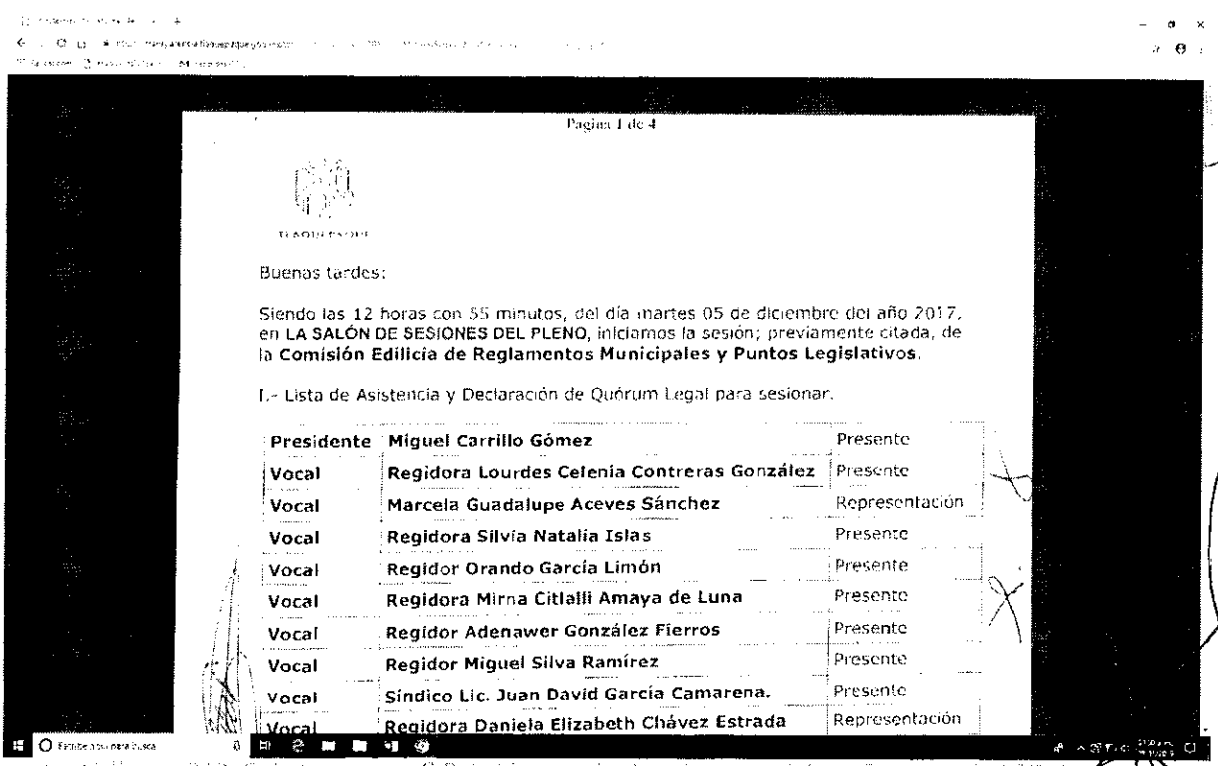 Pagina 1 de 4
TLAQUEPAQUE
Buenas tardes:
Siendo las 12 horas con 55 minutos, del día martes 05 de diciembre del año 2017,
en LA SALÓN DE SESIONES DEL PLENO, iniciamos la sesión; previamente citada, de
la Comisión Edilicia de Reglamentos Municipales y Puntos Legislativos.
I.- Lista de Asistencia y Declaración de Quórum Legal para sesionar.
Presidente Miguel Carrillo Gómez Presente
Vocal Regidora Lourdes Celenia Contreras González Presente
Vocal Marcela Guadalupe Aceves Sánchez Representación
Vocal Regidora Silvia Natalia Islas Presente
Vocal Regidor Orando García Limón Presente
Vocal Regidora Mirna Citlalli Amaya de Luna Presente
Vocal Regidor Adenawer González Fierros Presente
Vocal Regidor Miguel Silva Ramírez Presente
Vocal Síndico Lic. Juan David García Camarena. Presente
Vocal Regidora Daniela Elizabeth Chávez Estrada Representación
Escribe aquí para buscar